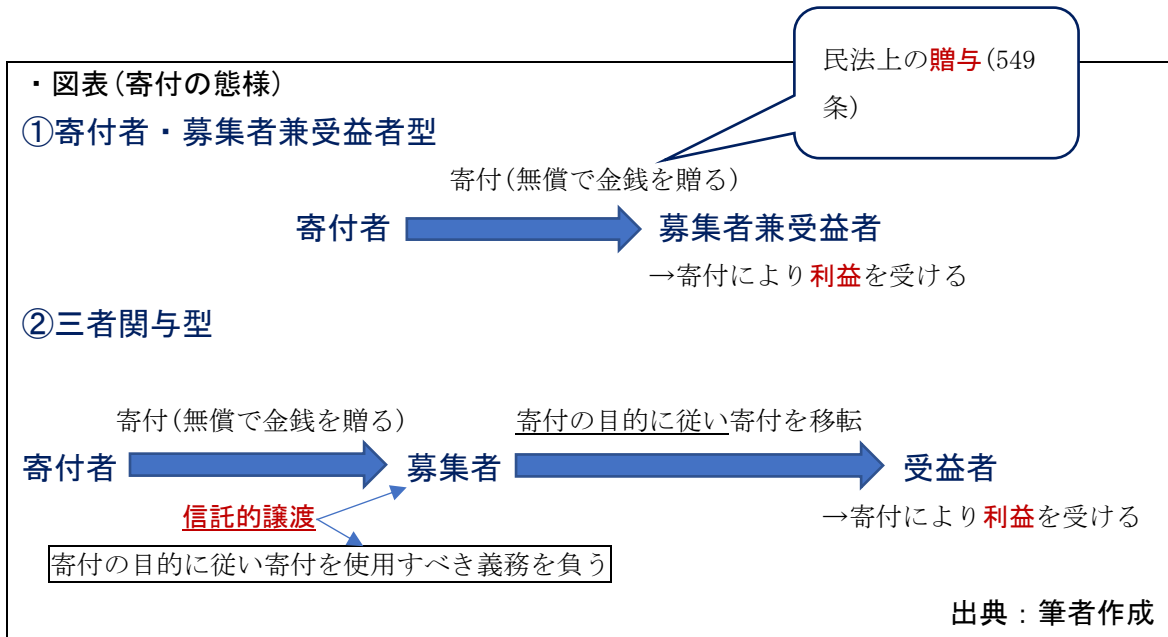 民法上の贈与(549
条)
・図表(寄付の態様)
①寄付者・募集者兼受益者型
寄付(無償で金銭を贈る)
寄付者 募集者兼受益者
→寄付により利益を受ける
②三者関与型
寄付(無償で金銭を贈る) 寄付の目的に従い寄付を移転
寄付者 募集者 受益者
信託的譲渡 →寄付により利益を受ける
寄付の目的に従い寄付を使用すべき義務を負う
出典：筆者作成